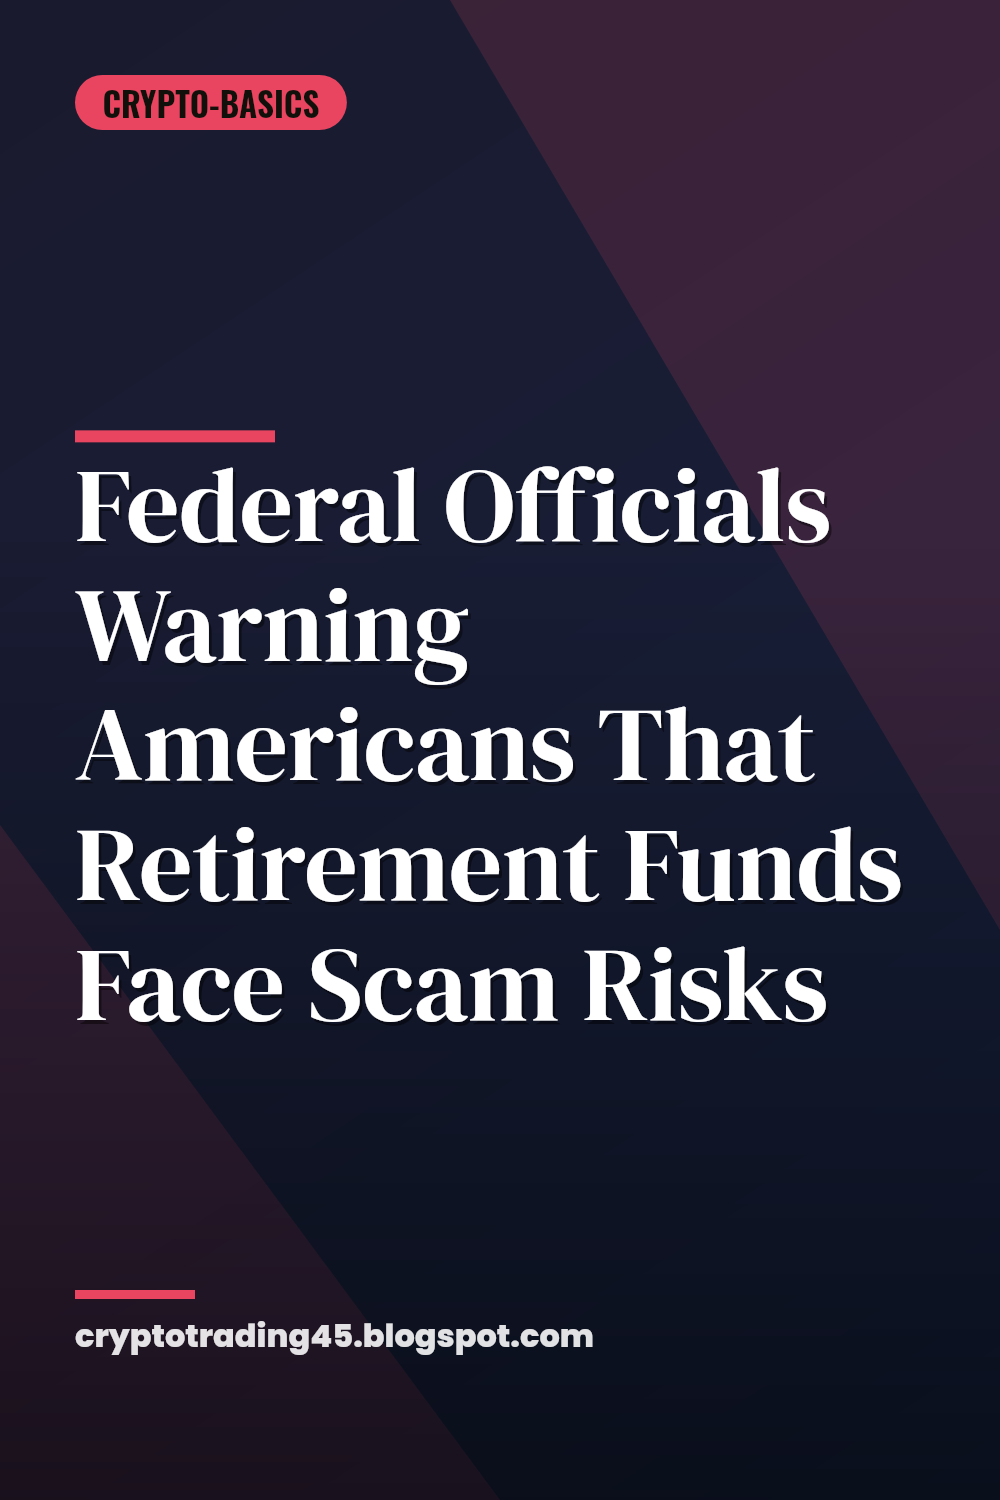 CRYPTO-BASICS
Federal Officials
Warning
Americans That
Retirement Funds
Face Scam Risks
cryptotrading45.blogspot.com